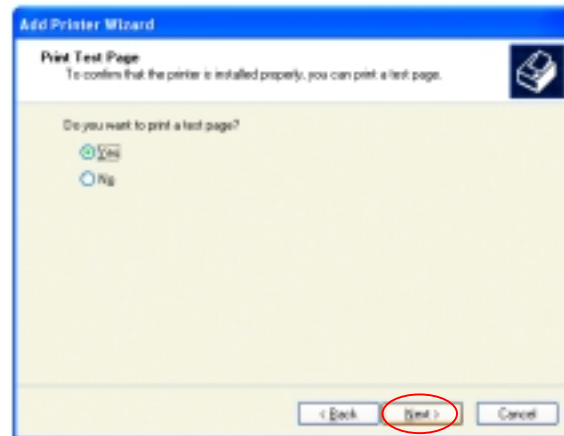 Add Printer Wizard
Print Test Page
To confirm that the printer is installed properly, you can print a test page.
Do you want to print a test page?
Yes
No
< Back Next > Cancel